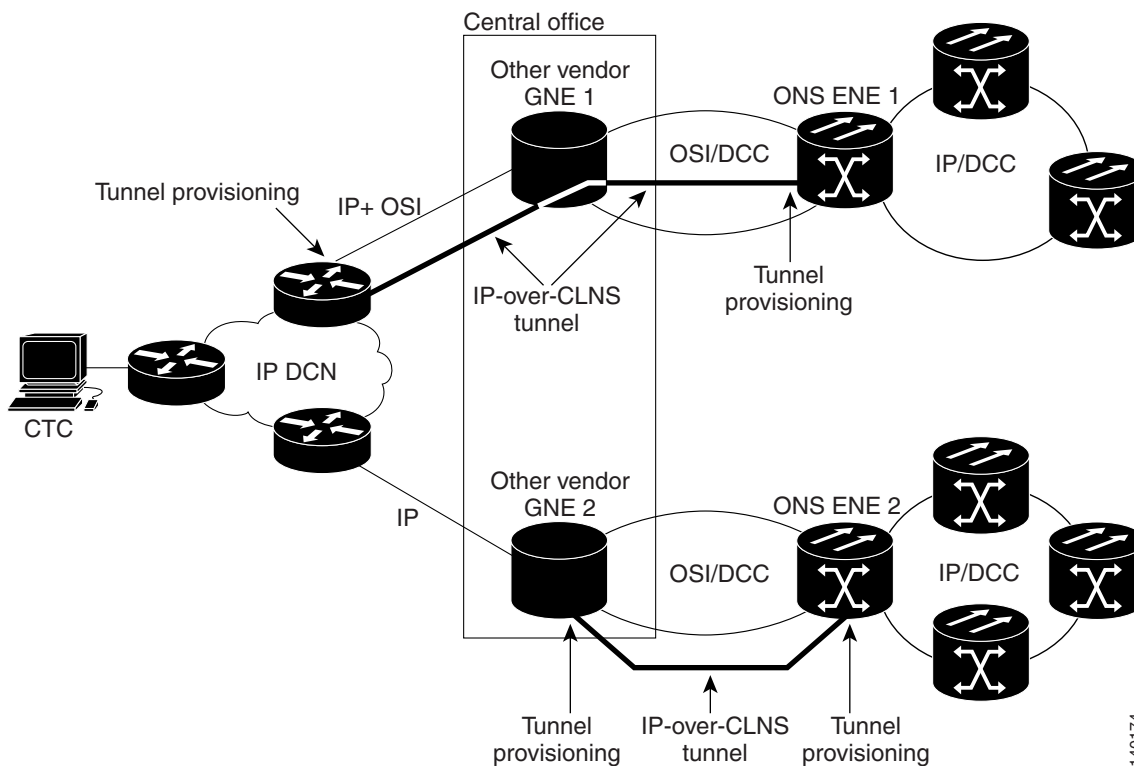 Central office
Other vendor
GNE 1
ONS ENE 1
OSI/DCC
IP/DCC
Tunnel provisioning
IP+ OSI
IP-over-CLNS
tunnel
Tunnel
provisioning
IP DCN
CTC
Other vendor
GNE 2
ONS ENE 2
IP
OSI/DCC
IP/DCC
Tunnel
provisioning
IP-over-CLNS
tunnel
Tunnel
provisioning